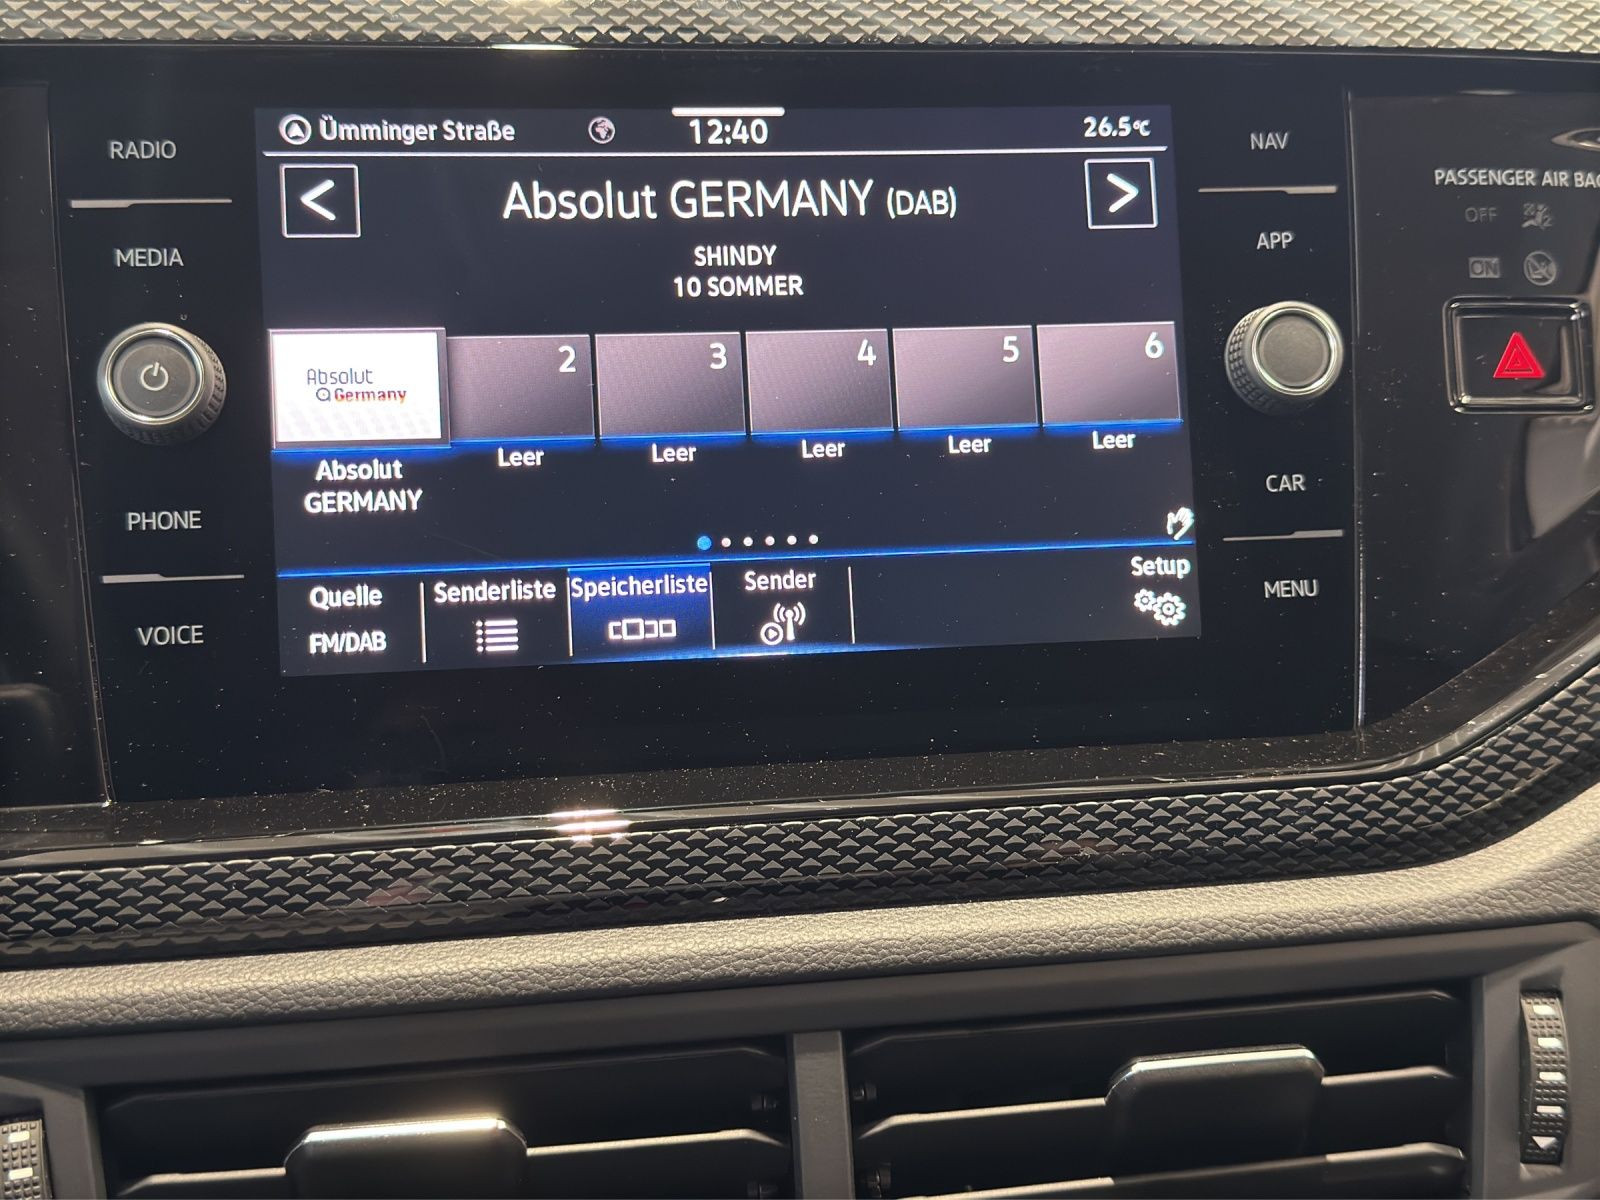 RADIO
MEDIA
PHONE
VOICE
Ümminger Straße
12:40
26.5°C
<
Absolut GERMANY (DAB)
>
SHINDY
10 SOMMER
Absolut
Germany
2
3
4
5
6
Absolut
GERMANY
Leer
Leer
Leer
Leer
Leer
Quelle
FM/DAB
Senderliste
Speicherliste
Sender
Setup
NAV
APP
CAR
MENU
PASSENGER AIR BAG
OFF
ON